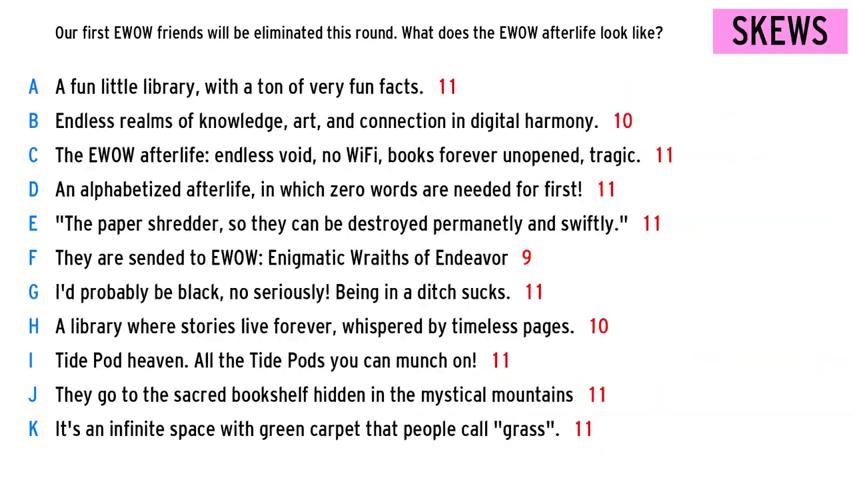 Our first EWOW friends will be eliminated this round. What does the EWOW afterlife look like?
SKEWS
A A fun little library, with a ton of very fun facts. 11
B Endless realms of knowledge, art, and connection in digital harmony. 10
C The EWOW afterlife: endless void, no WiFi, books forever unopened, tragic. 11
D An alphabetized afterlife, in which zero words are needed for first! 11
E "The paper shredder, so they can be destroyed permanetly and swiftly." 11
F They are sended to EWOW: Enigmatic Wraiths of Endeavor 9
G I'd probably be black, no seriously! Being in a ditch sucks. 11
H A library where stories live forever, whispered by timeless pages. 10
I Tide Pod heaven. All the Tide Pods you can munch on! 11
J They go to the sacred bookshelf hidden in the mystical mountains 11
K It's an infinite space with green carpet that people call "grass". 11